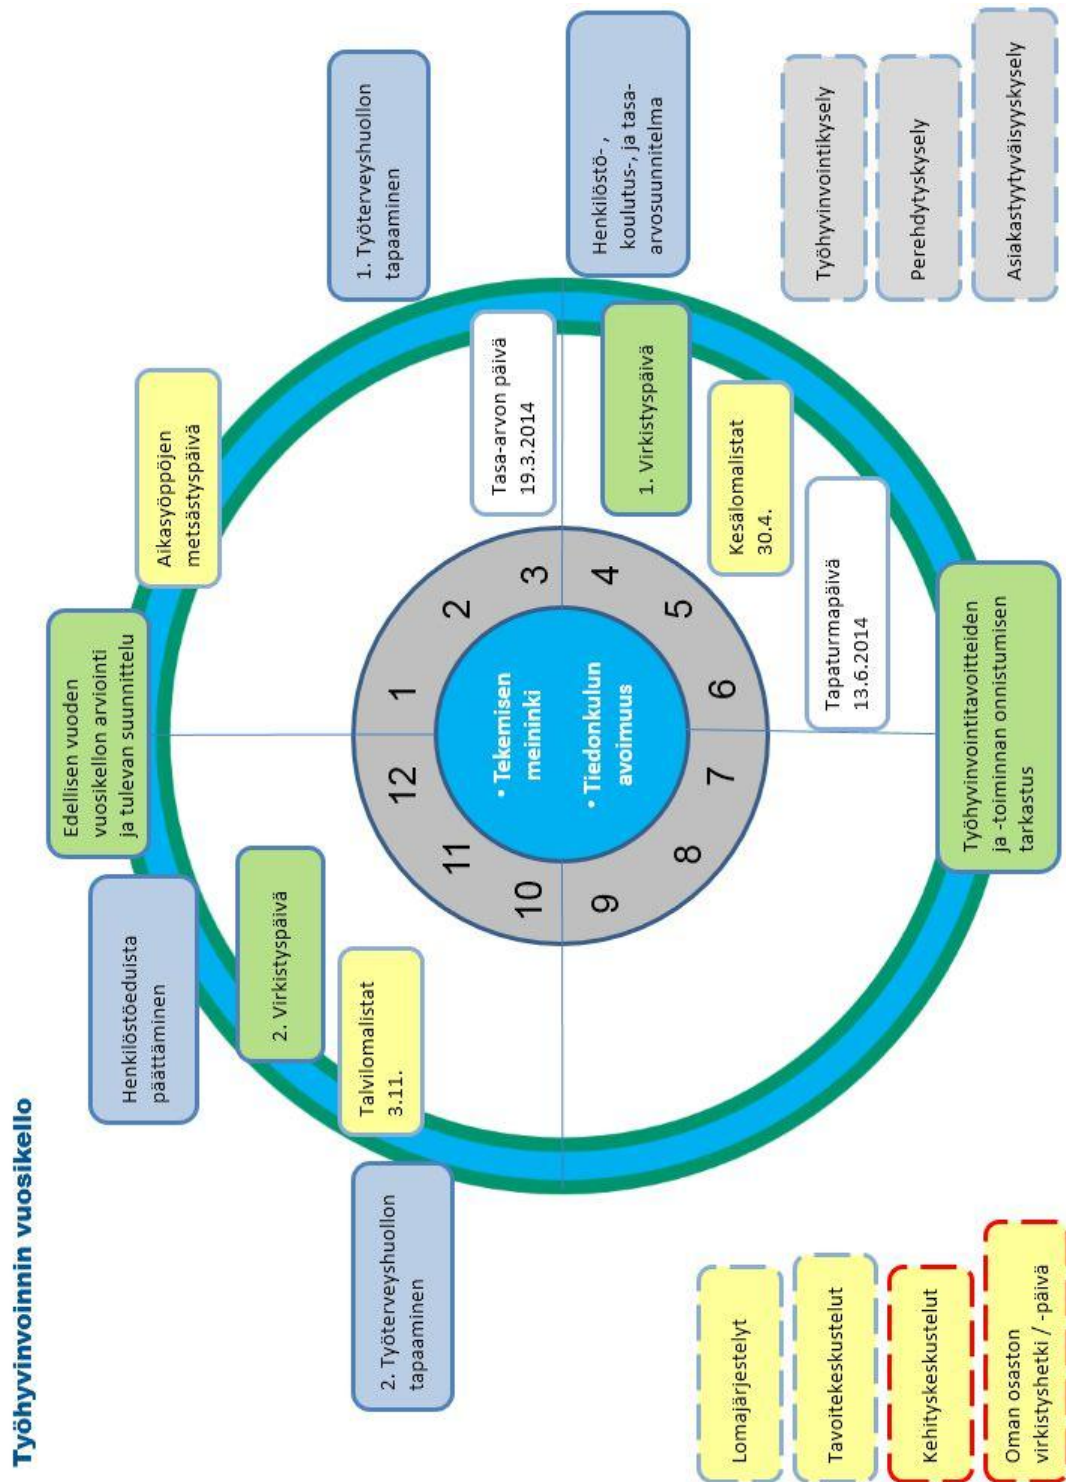 Työhyvinvoinnin vuosikello
Edellisen vuoden
vuosikellon arviointi
ja tulevan suunnittelu
Aikasyöppöjen
metsästyspäivä
1. Työterveyshuollon
tapaaminen
Tasa-arvon päivä
19.3.2014
Henkilöstö- ,
koulutus-, ja tasa-
arvosuunnitelma
1. Virkistyspäivä
Kesälomalistat
30.4.
Tapaturmapäivä
13.6.2014
Työhyvinvointitavoitteiden
ja -toiminnan onnistumisen
tarkastus
2. Työterveyshuollon
tapaaminen
Talvilomalistat
3.11.
2. Virkistyspäivä
Henkilöstöeduista
päättäminen
1
2
3
4
5
6
7
8
9
10
11
12
• Tekemisen
meininki
• Tiedonkulun
avoimuus
Lomajärjestelyt
Tavoitekeskustelut
Kehityskeskustelut
Oman osaston
virkistyshetki / -päivä
Työhyvinvointikysely
Perehdytyskysely
Asiakastyytyväisyyskysely